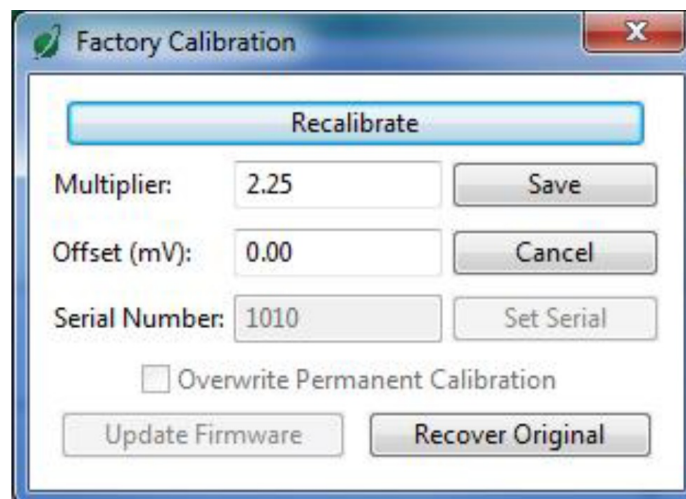 Factory Calibration
Recalibrate
Multiplier: 2.25 Save
Offset (mV): 0.00 Cancel
Serial Number: 1010 Set Serial
Overwrite Permanent Calibration
Update Firmware Recover Original